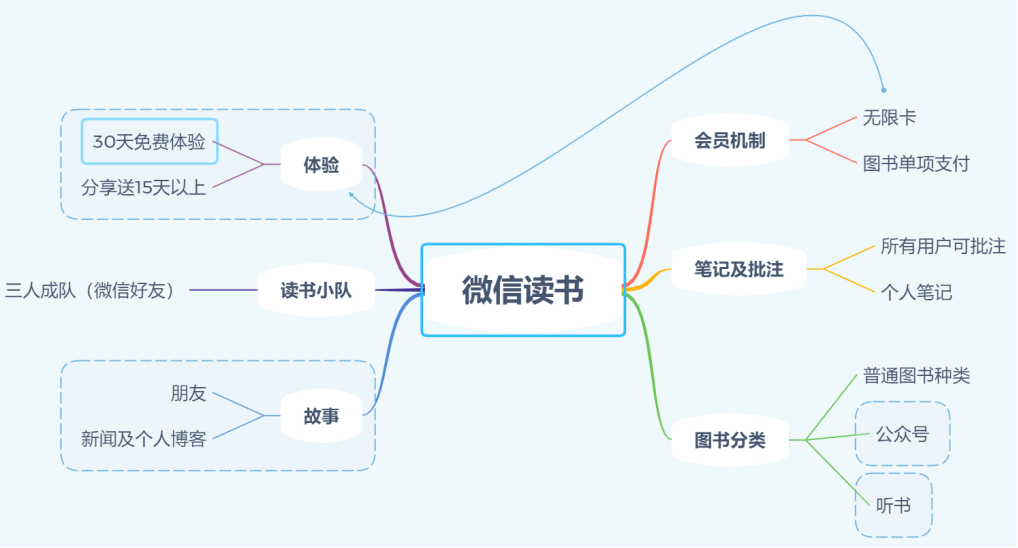 微信读书
会员机制
无限卡
图书单项支付
笔记及批注
所有用户可批注
个人笔记
图书分类
普通图书种类
公众号
听书
体验
30天免费体验
分享送15天以上
读书小队
三人成队（微信好友）
故事
朋友
新闻及个人博客